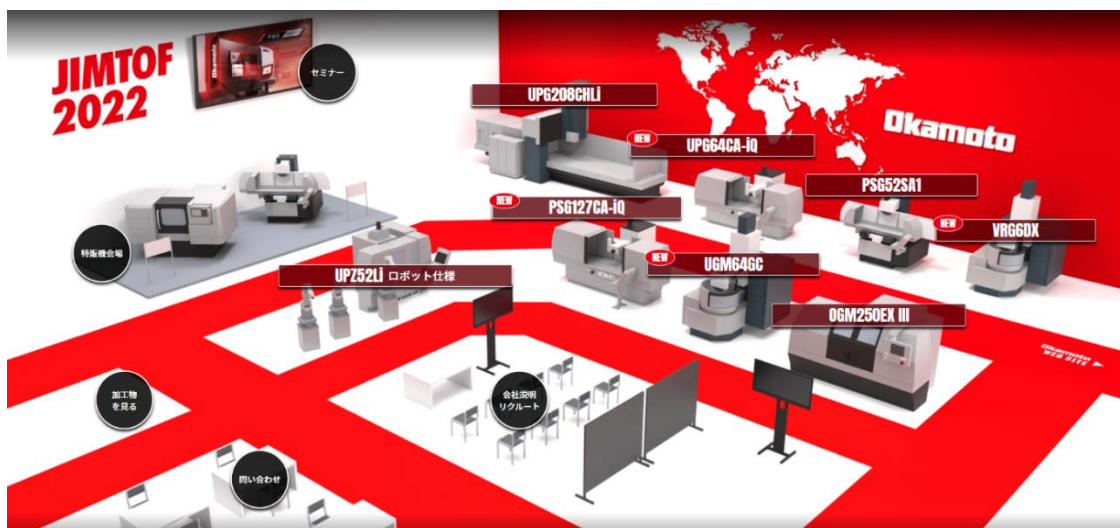 JIMTOF
2022
Okamoto
セミナー
UPG208CHLi
NEW
UPG64CA-iQ
Okamoto
PSG52SA1
NEW
PSG127CA-iQ
NEW
VRG6DX
特販機会場
NEW
UGM64GC
UPZ52Li ロボット仕様
OGM250EX III
Okamoto
WEB SITE
加工物
を見る
会社説明
リクルート
問い合わせ